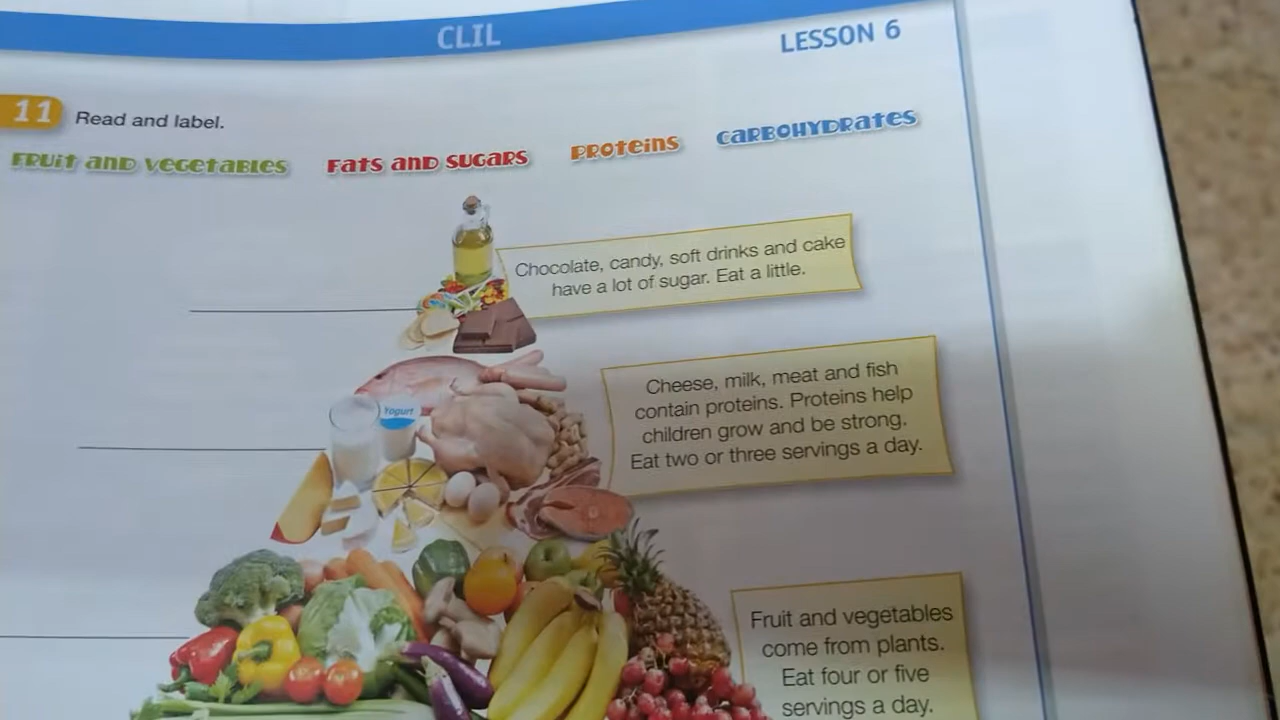 CLIL
LESSON 6
11 Read and label.
FRUIT AND VEGETABLES FATS AND SUGARS PROTEINS CARBOHYDRATES
Chocolate, candy, soft drinks and cake
have a lot of sugar. Eat a little.
Cheese, milk, meat and fish
contain proteins. Proteins help
children grow and be strong.
Eat two or three servings a day.
Yogurt
Fruit and vegetables
come from plants.
Eat four or five
servings a day.